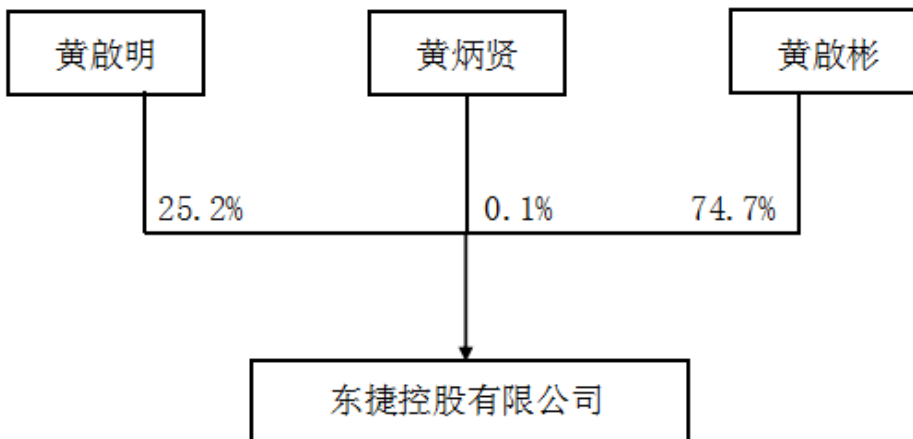 黄啟明
黄炳贤
黄啟彬
25.2%
0.1%
74.7%
东捷控股有限公司